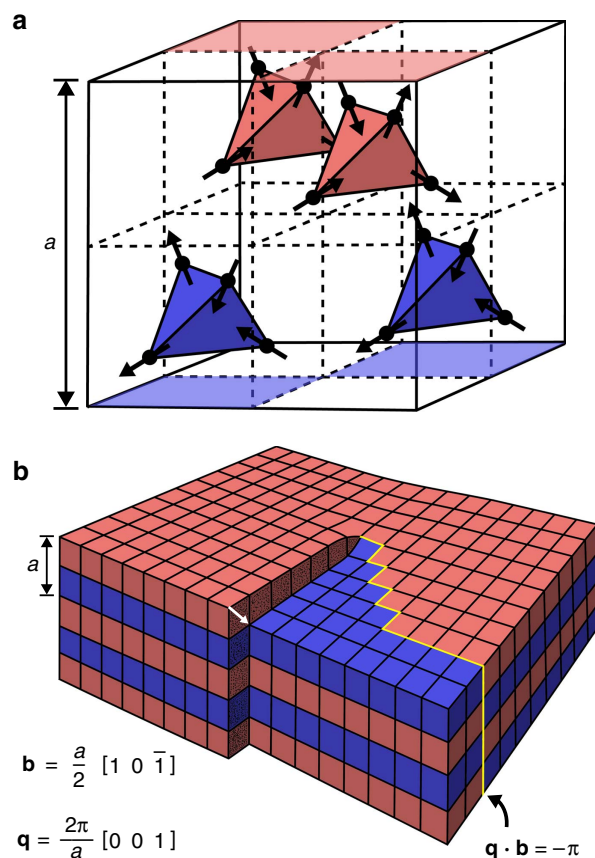 a
a
b
a
b = a/2 [1 0 1̅]
q = 2π/a [0 0 1]
q · b = −π